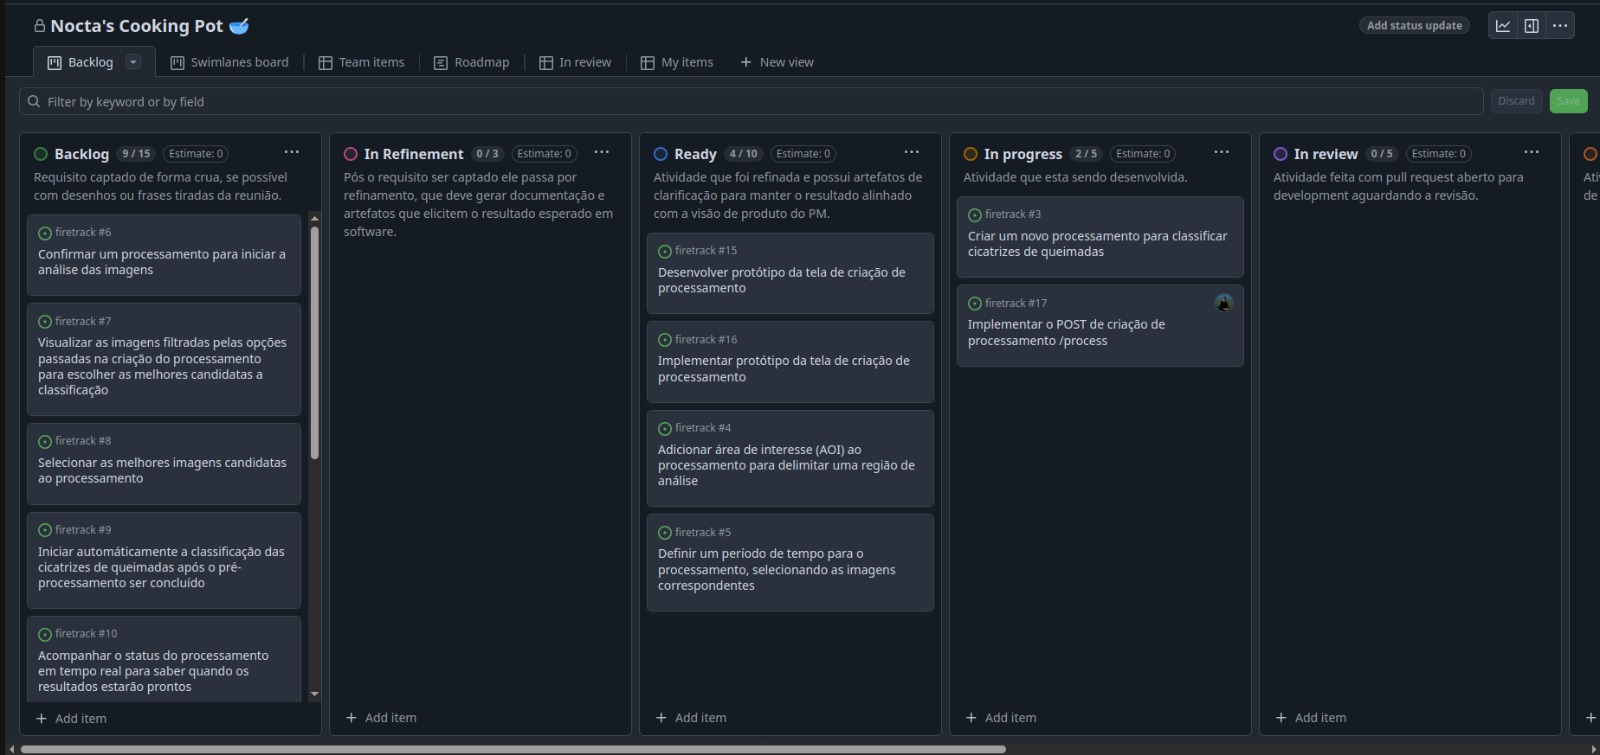 Nocta's Cooking Pot
Add status update
Backlog
Swimlanes board
Team items
Roadmap
In review
My items
New view
Filter by keyword or by field
Discard
Save
Backlog 9 / 15 Estimate: 0
Requisito captado de forma crua, se possível
com desenhos ou frases tiradas da reunião.
firetrack #6
Confirmar um processamento para iniciar a
análise das imagens
firetrack #7
Visualizar as imagens filtradas pelas opções
passadas na criação do processamento
para escolher as melhores candidatas a
classificação
firetrack #8
Selecionar as melhores imagens candidatas
ao processamento
firetrack #9
Iniciar automáticamente a classificação das
cicatrizes de queimadas após o pré-
processamento ser concluído
firetrack #10
Acompanhar o status do processamento
em tempo real para saber quando os
resultados estarão prontos
Add item
In Refinement 0 / 3 Estimate: 0
Pós o requisito ser captado ele passa por
refinamento, que deve gerar documentação e
artefatos que elicitem o resultado esperado em
software.
Add item
Ready 4 / 10 Estimate: 0
Atividade que foi refinada e possui artefatos de
clarificação para manter o resultado alinhado
com a visão de produto do PM.
firetrack #15
Desenvolver protótipo da tela de criação de
processamento
firetrack #16
Implementar protótipo da tela de criação de
processamento
firetrack #4
Adicionar área de interesse (AOI) ao
processamento para delimitar uma região de
análise
firetrack #5
Definir um período de tempo para o
processamento, selecionando as imagens
correspondentes
Add item
In progress 2 / 5 Estimate: 0
Atividade que esta sendo desenvolvida.
firetrack #3
Criar um novo processamento para classificar
cicatrizes de queimadas
firetrack #17
Implementar o POST de criação de
processamento /process
Add item
In review 0 / 5 Estimate: 0
Atividade feita com pull request aberto para
development aguardando a revisão.
Add item
de